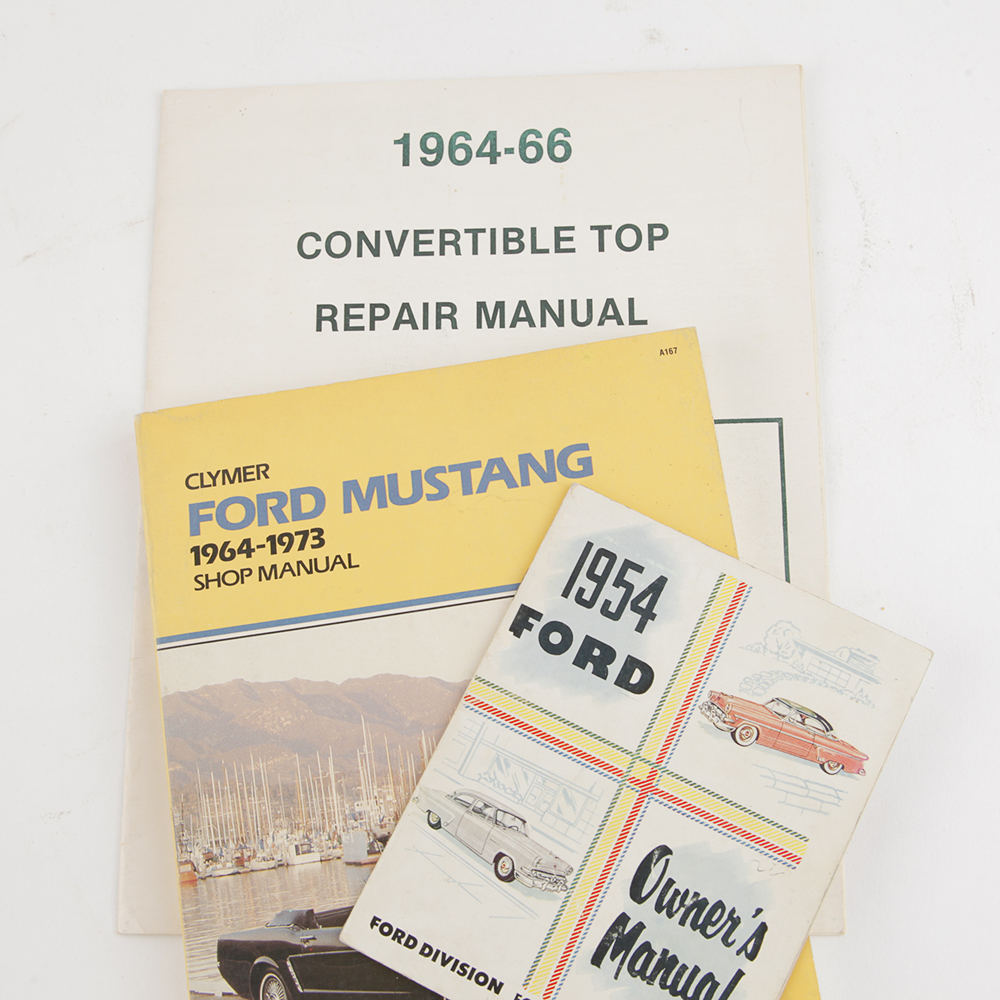 1964-66
CONVERTIBLE TOP
REPAIR MANUAL
A167
CLYMER
FORD MUSTANG
1964-1973
SHOP MANUAL
1954
FORD
Owner's
Manual
FORD DIVISION